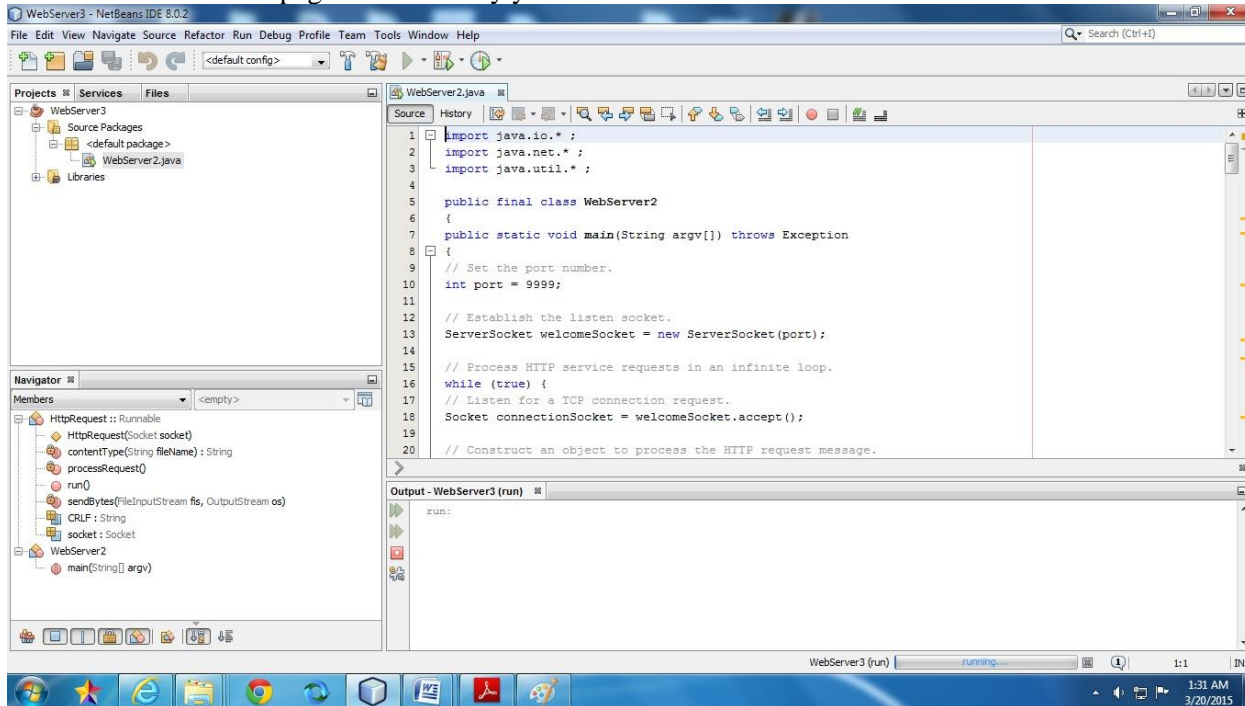 WebServer3 - NetBeans IDE 8.0.2
File Edit View Navigate Source Refactor Run Debug Profile Team Tools Window Help
Search (Ctrl+I)
<default config>
Projects Services Files
WebServer3
Source Packages
<default package>
WebServer2.java
Libraries
WebServer2.java
Source History
1 import java.io.* ;
2 import java.net.* ;
3 import java.util.* ;
4
5 public final class WebServer2
6 {
7 public static void main(String argv[]) throws Exception
8 {
9 // Set the port number.
10 int port = 9999;
11
12 // Establish the listen socket.
13 ServerSocket welcomeSocket = new ServerSocket(port);
14
15 // Process HTTP service requests in an infinite loop.
16 while (true) {
17 // Listen for a TCP connection request.
18 Socket connectionSocket = welcomeSocket.accept();
19
20 // Construct an object to process the HTTP request message.
Navigator
Members <empty>
HttpRequest :: Runnable
HttpRequest(Socket socket)
contentType(String fileName) : String
processRequest()
run()
sendBytes(FileInputStream fis, OutputStream os)
CRLF : String
socket : Socket
WebServer2
main(String[] argv)
Output - WebServer3 (run)
run:
WebServer3 (run) running... 1 1:1 IN
1:31 AM
3/20/2015